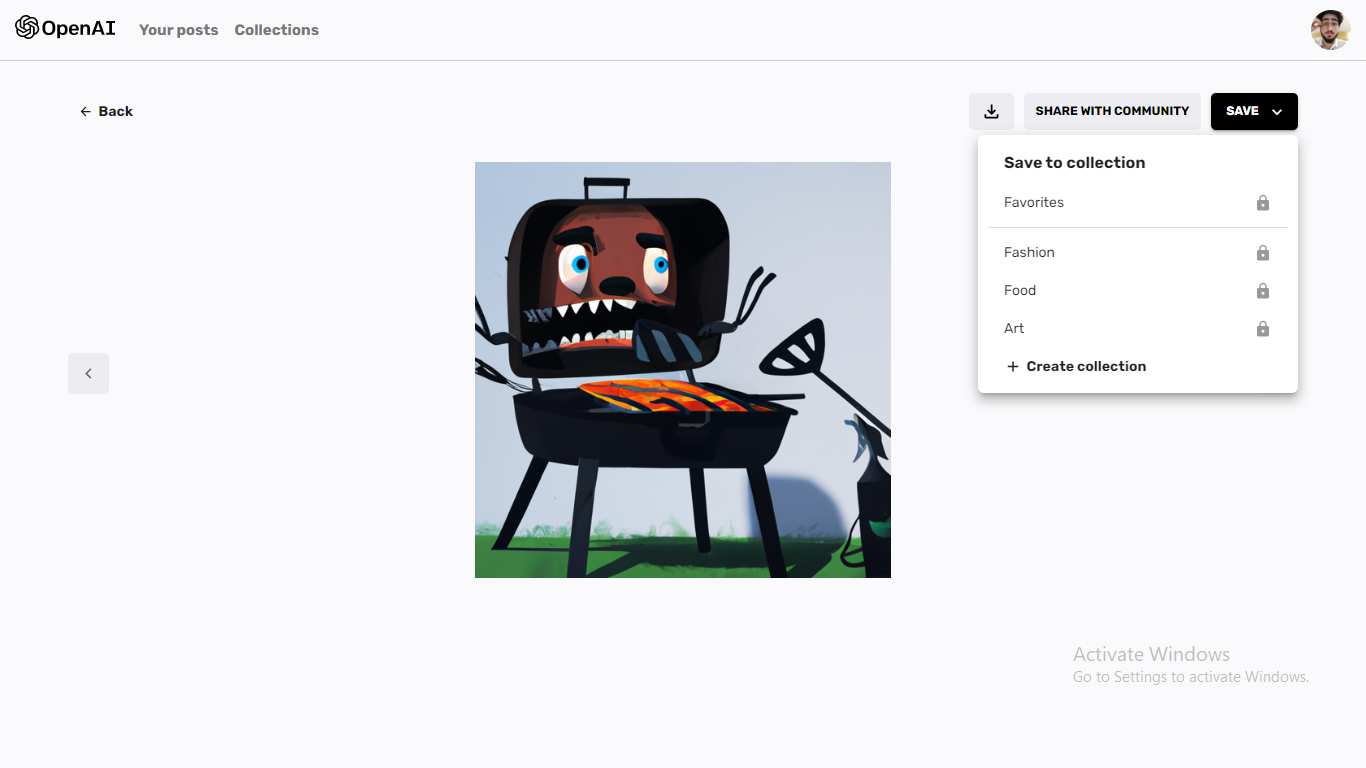 OpenAI Your posts Collections
Back
SHARE WITH COMMUNITY SAVE
Save to collection
Favorites
Fashion
Food
Art
Create collection
Activate Windows
Go to Settings to activate Windows.